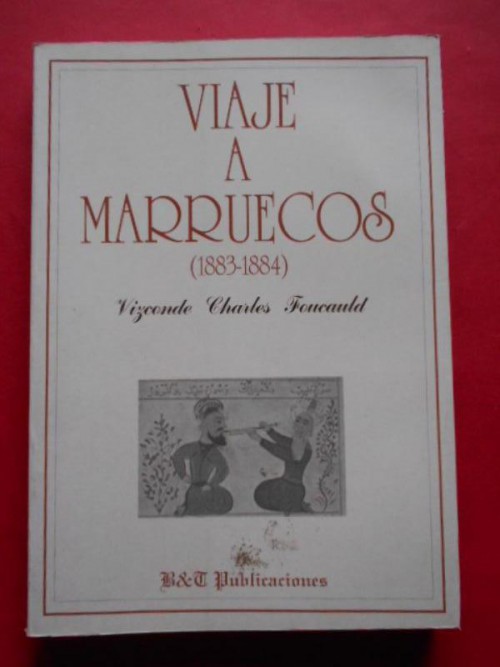 VIAJE
A
MARRUECOS
(1883-1884)
Vizconde Charles Foucauld
B&T Publicaciones